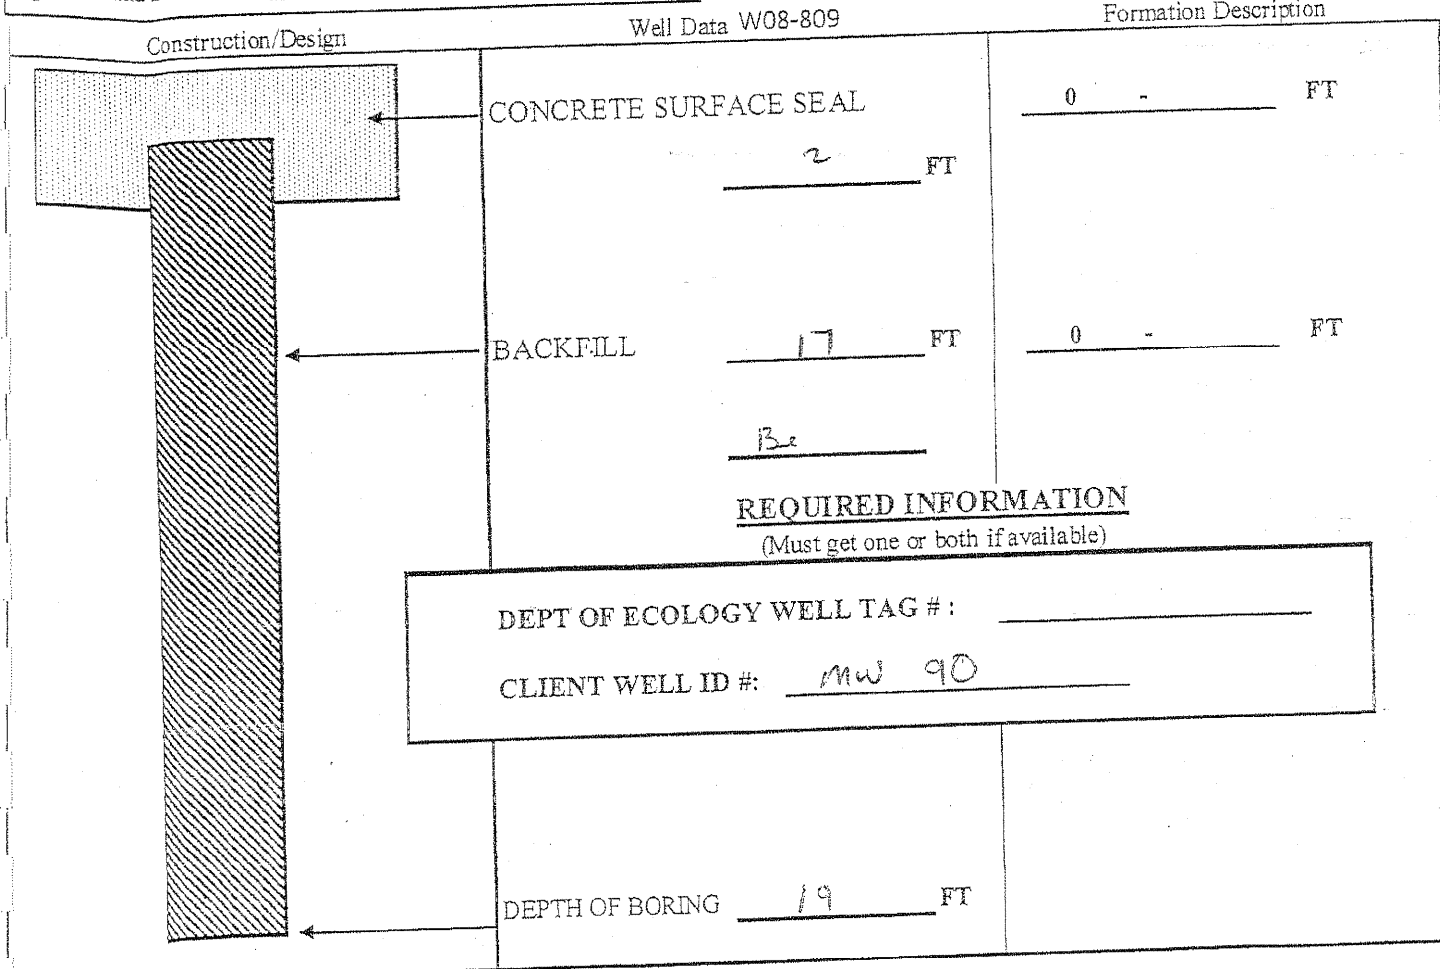 Construction/Design
Well Data W08-809
Formation Description
CONCRETE SURFACE SEAL
0 - FT
2 FT
BACKFILL 17 FT
0 - FT
Be
REQUIRED INFORMATION
(Must get one or both if available)
DEPT OF ECOLOGY WELL TAG # :
CLIENT WELL ID #: MW 90
DEPTH OF BORING 19 FT